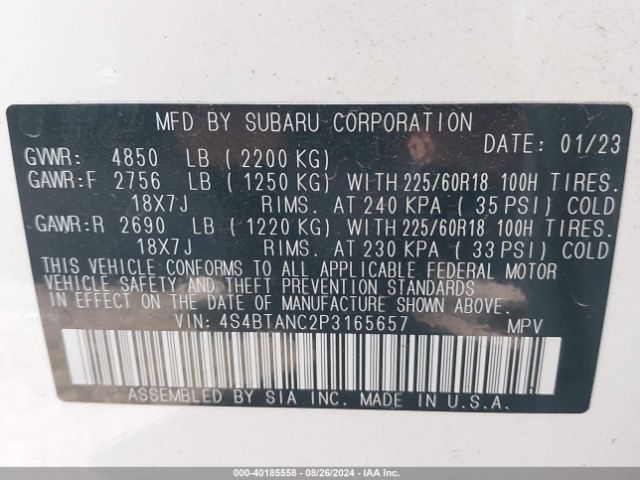 MFD BY SUBARU CORPORATION
DATE: 01/23
GVWR: 4850 LB ( 2200 KG)
GAWR:F 2756 LB ( 1250 KG) WITH 225/60R18 100H TIRES.
18X7J RIMS. AT 240 KPA ( 35 PSI) COLD
GAWR:R 2690 LB ( 1220 KG) WITH 225/60R18 100H TIRES.
18X7J RIMS. AT 230 KPA ( 33 PSI) COLD
THIS VEHICLE CONFORMS TO ALL APPLICABLE FEDERAL MOTOR
VEHICLE SAFETY AND THEFT PREVENTION STANDARDS
IN EFFECT ON THE DATE OF MANUFACTURE SHOWN ABOVE.
VIN: 4S4BTANC2P3165657 MPV
ASSEMBLED BY SIA INC. MADE IN U.S.A.
000-40185558 - 08/26/2024 - IAAI.COM